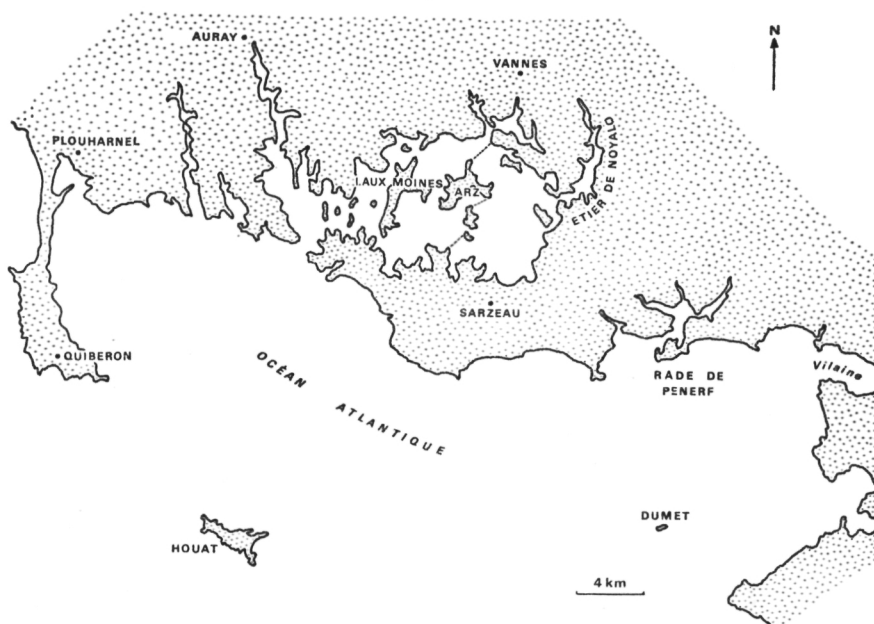 AURAY
N
VANNES
PLOUHARNEL
I.AUX MOINES
ARZ
ETIER DE NOYALO
SARZEAU
QUIBERON
OCÉAN
ATLANTIQUE
RADE DE
PENERF
Vilaine
DUMET
HOUAT
4 km